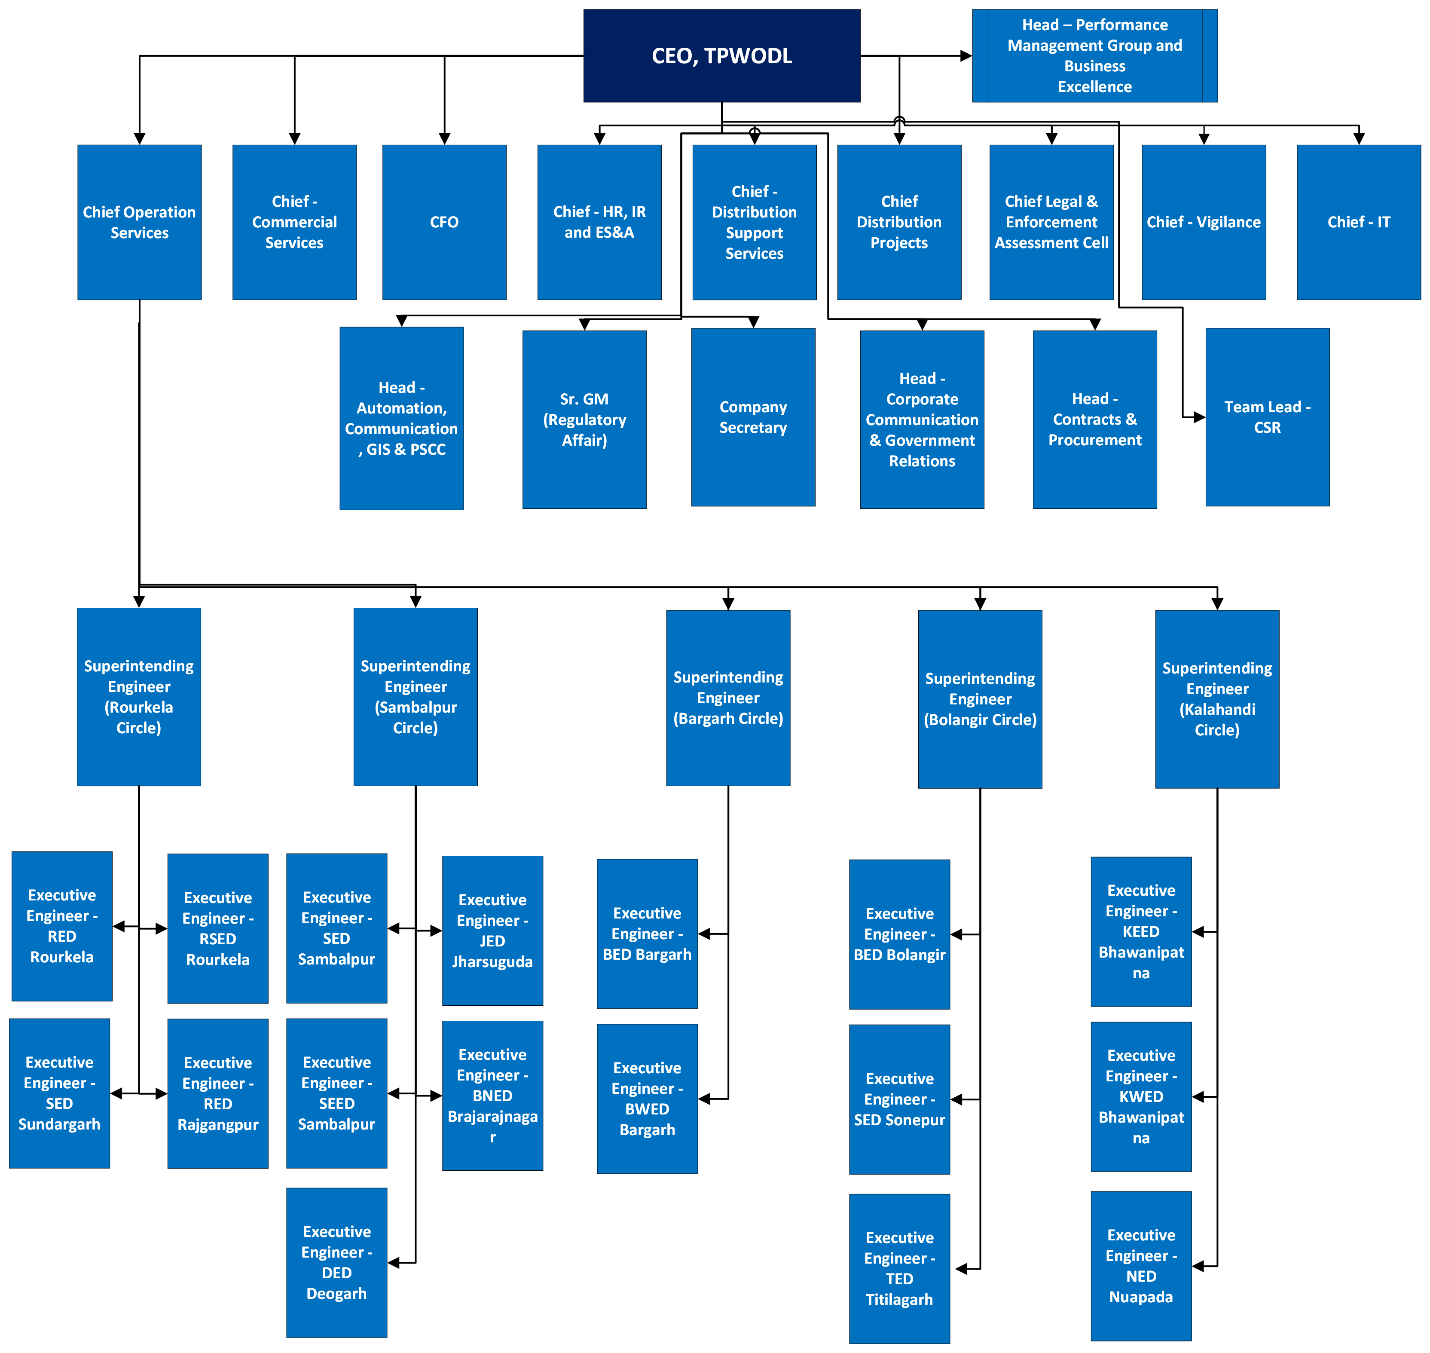 CEO, TPWODL
Head – Performance
Management Group and
Business
Excellence
Chief Operation
Services
Chief -
Commercial
Services
CFO
Chief - HR, IR
and ES&A
Chief -
Distribution
Support
Services
Chief
Distribution
Projects
Chief Legal &
Enforcement
Assessment Cell
Chief - Vigilance
Chief - IT
Head -
Automation,
Communication
, GIS & PSCC
Sr. GM
(Regulatory
Affair)
Company
Secretary
Head -
Corporate
Communication
& Government
Relations
Head -
Contracts &
Procurement
Team Lead -
CSR
Superintending
Engineer
(Rourkela
Circle)
Superintending
Engineer
(Sambalpur
Circle)
Superintending
Engineer
(Bargarh Circle)
Superintending
Engineer
(Bolangir Circle)
Superintending
Engineer
(Kalahandi
Circle)
Executive
Engineer -
RED
Rourkela
Executive
Engineer -
RSED
Rourkela
Executive
Engineer -
SED
Sambalpur
Executive
Engineer -
JED
Jharsuguda
Executive
Engineer -
BED Bargarh
Executive
Engineer -
BED Bolangir
Executive
Engineer -
KEED
Bhawanipat
na
Executive
Engineer -
SED
Sundargarh
Executive
Engineer -
RED
Rajgangpur
Executive
Engineer -
SEED
Sambalpur
Executive
Engineer -
BNED
Brajarajnaga
r
Executive
Engineer -
BWED
Bargarh
Executive
Engineer -
SED Sonepur
Executive
Engineer -
KWED
Bhawanipat
na
Executive
Engineer -
DED
Deogarh
Executive
Engineer -
TED
Titilagarh
Executive
Engineer -
NED
Nuapada